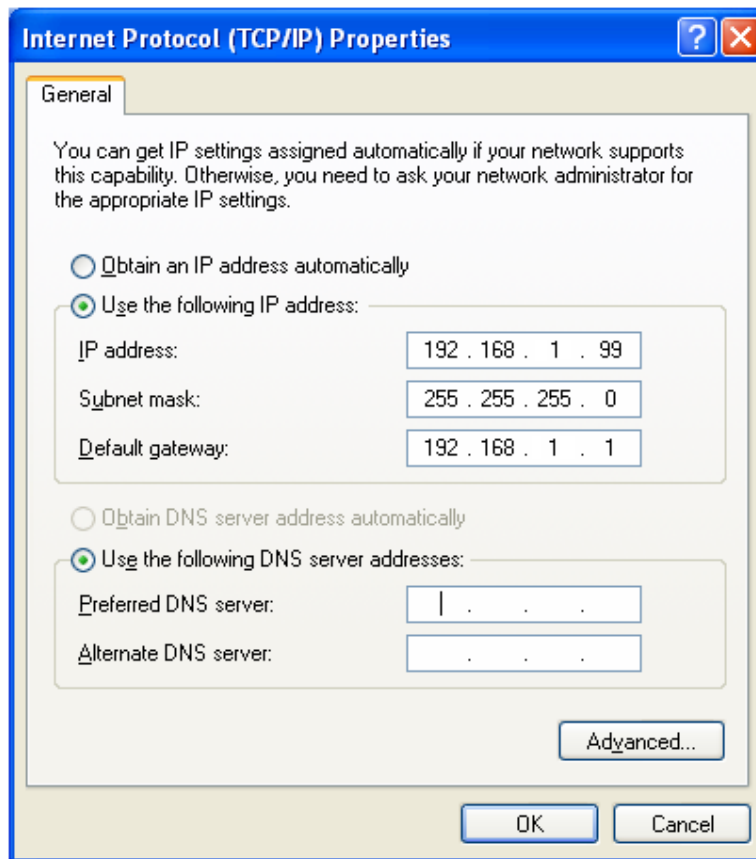 Internet Protocol (TCP/IP) Properties
General
You can get IP settings assigned automatically if your network supports
this capability. Otherwise, you need to ask your network administrator for
the appropriate IP settings.
Obtain an IP address automatically
Use the following IP address:
IP address: 192 . 168 . 1 . 99
Subnet mask: 255 . 255 . 255 . 0
Default gateway: 192 . 168 . 1 . 1
Obtain DNS server address automatically
Use the following DNS server addresses:
Preferred DNS server: . . .
Alternate DNS server: . . .
Advanced...
OK Cancel